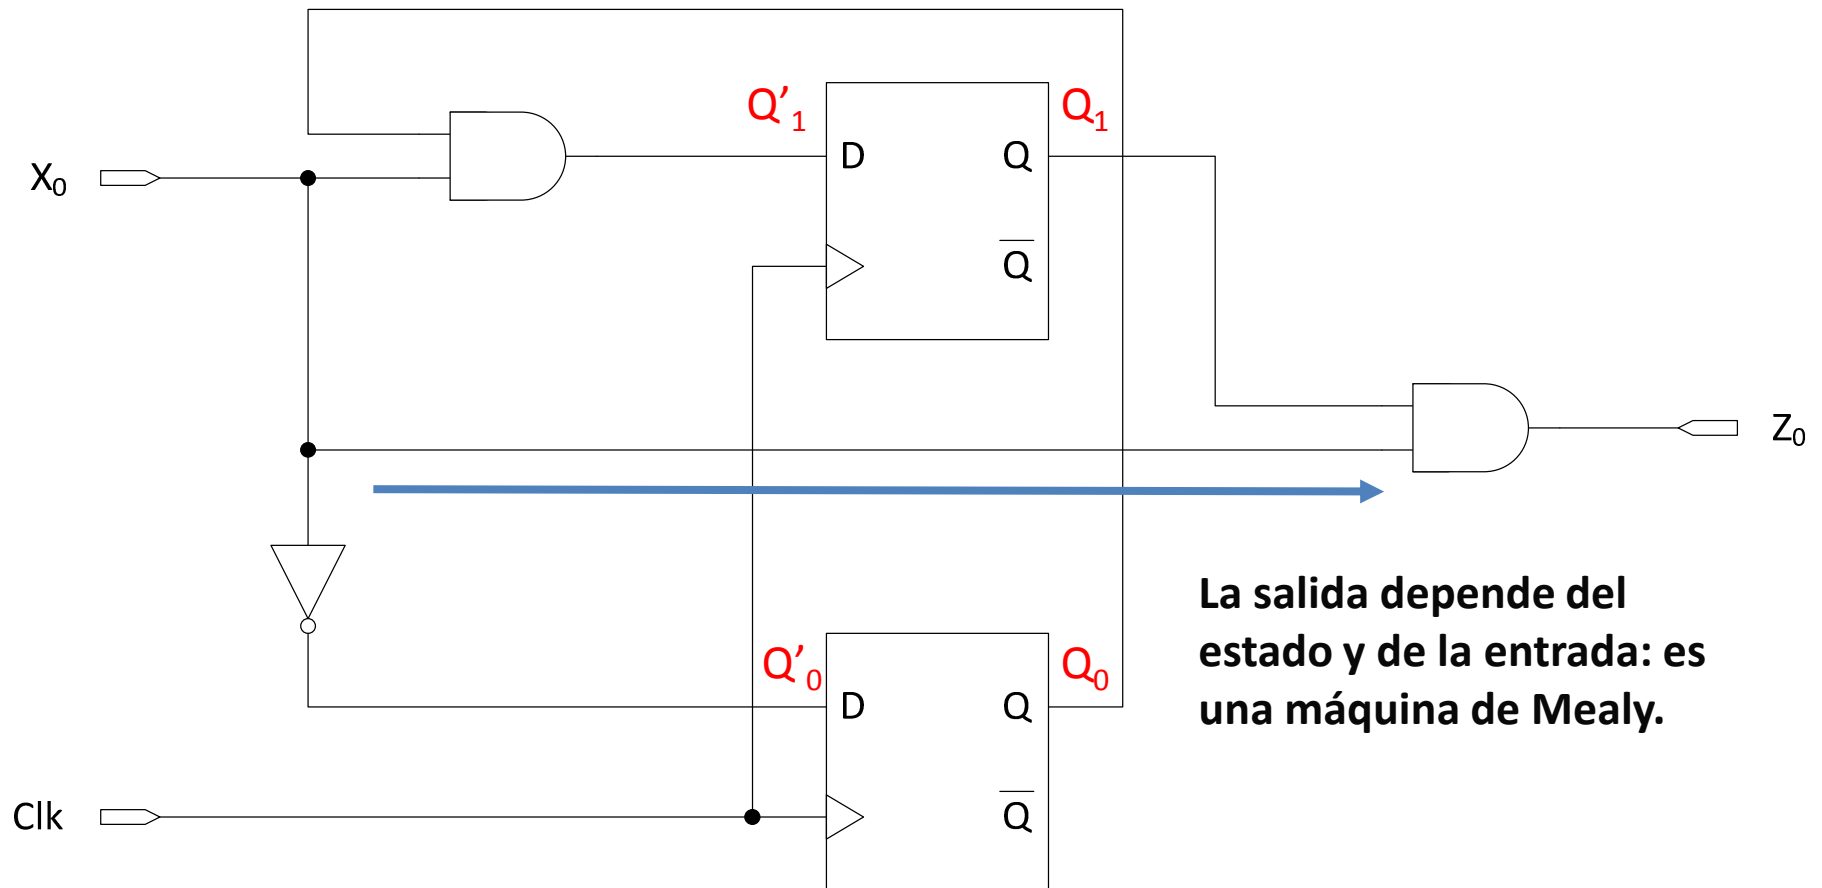 Q’₁
Q₁
D
Q
X₀
Q̅
Z₀
La salida depende del
estado y de la entrada: es
una máquina de Mealy.
Q’₀
Q₀
D
Q
Clk
Q̅